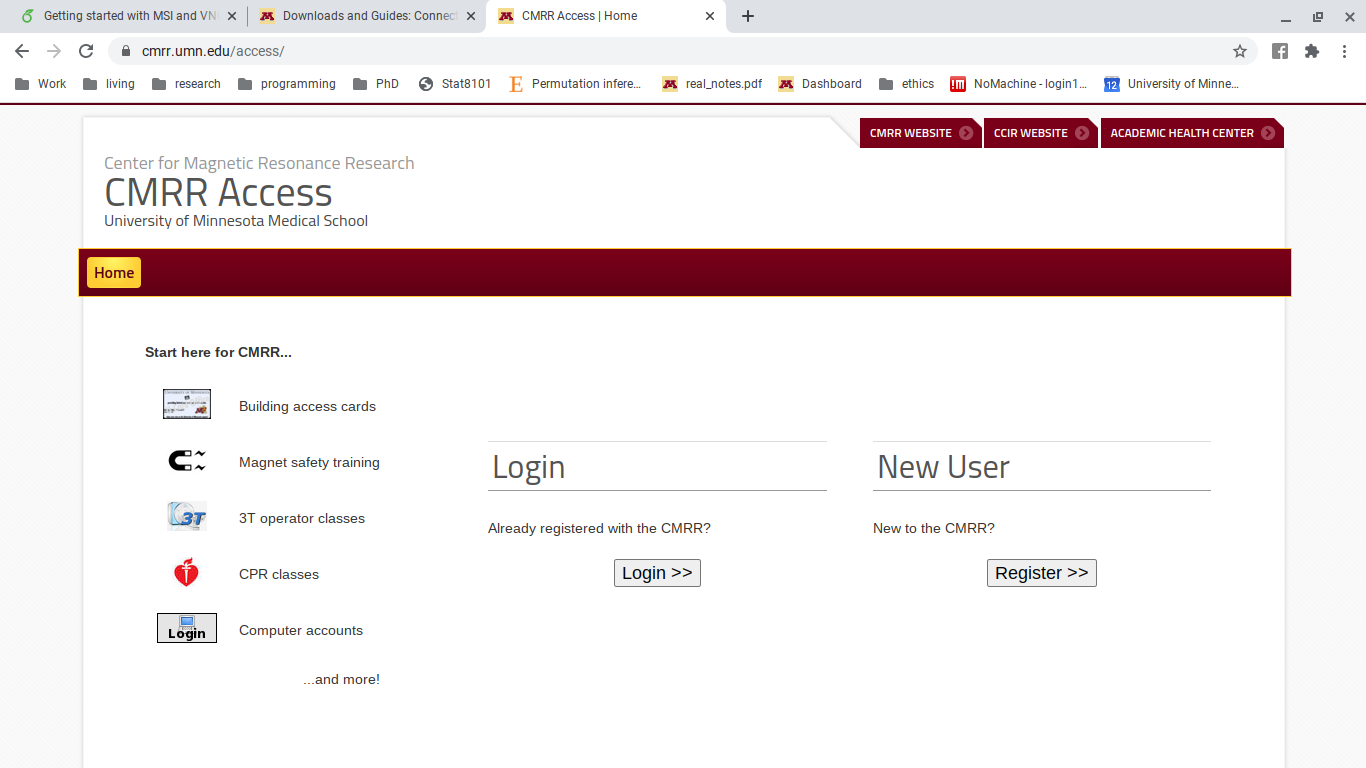 Getting started with MSI and VN
Downloads and Guides: Connect
CMRR Access | Home
cmrr.umn.edu/access/
Work
living
research
programming
PhD
Stat8101
Permutation infere...
real_notes.pdf
Dashboard
ethics
NoMachine - login1...
12
University of Minne...
CMRR WEBSITE
CCIR WEBSITE
ACADEMIC HEALTH CENTER
Center for Magnetic Resonance Research
CMRR Access
University of Minnesota Medical School
Home
Start here for CMRR...
Building access cards
Magnet safety training
3T
3T operator classes
CPR classes
Login
Computer accounts
...and more!
Login
Already registered with the CMRR?
Login >>
New User
New to the CMRR?
Register >>